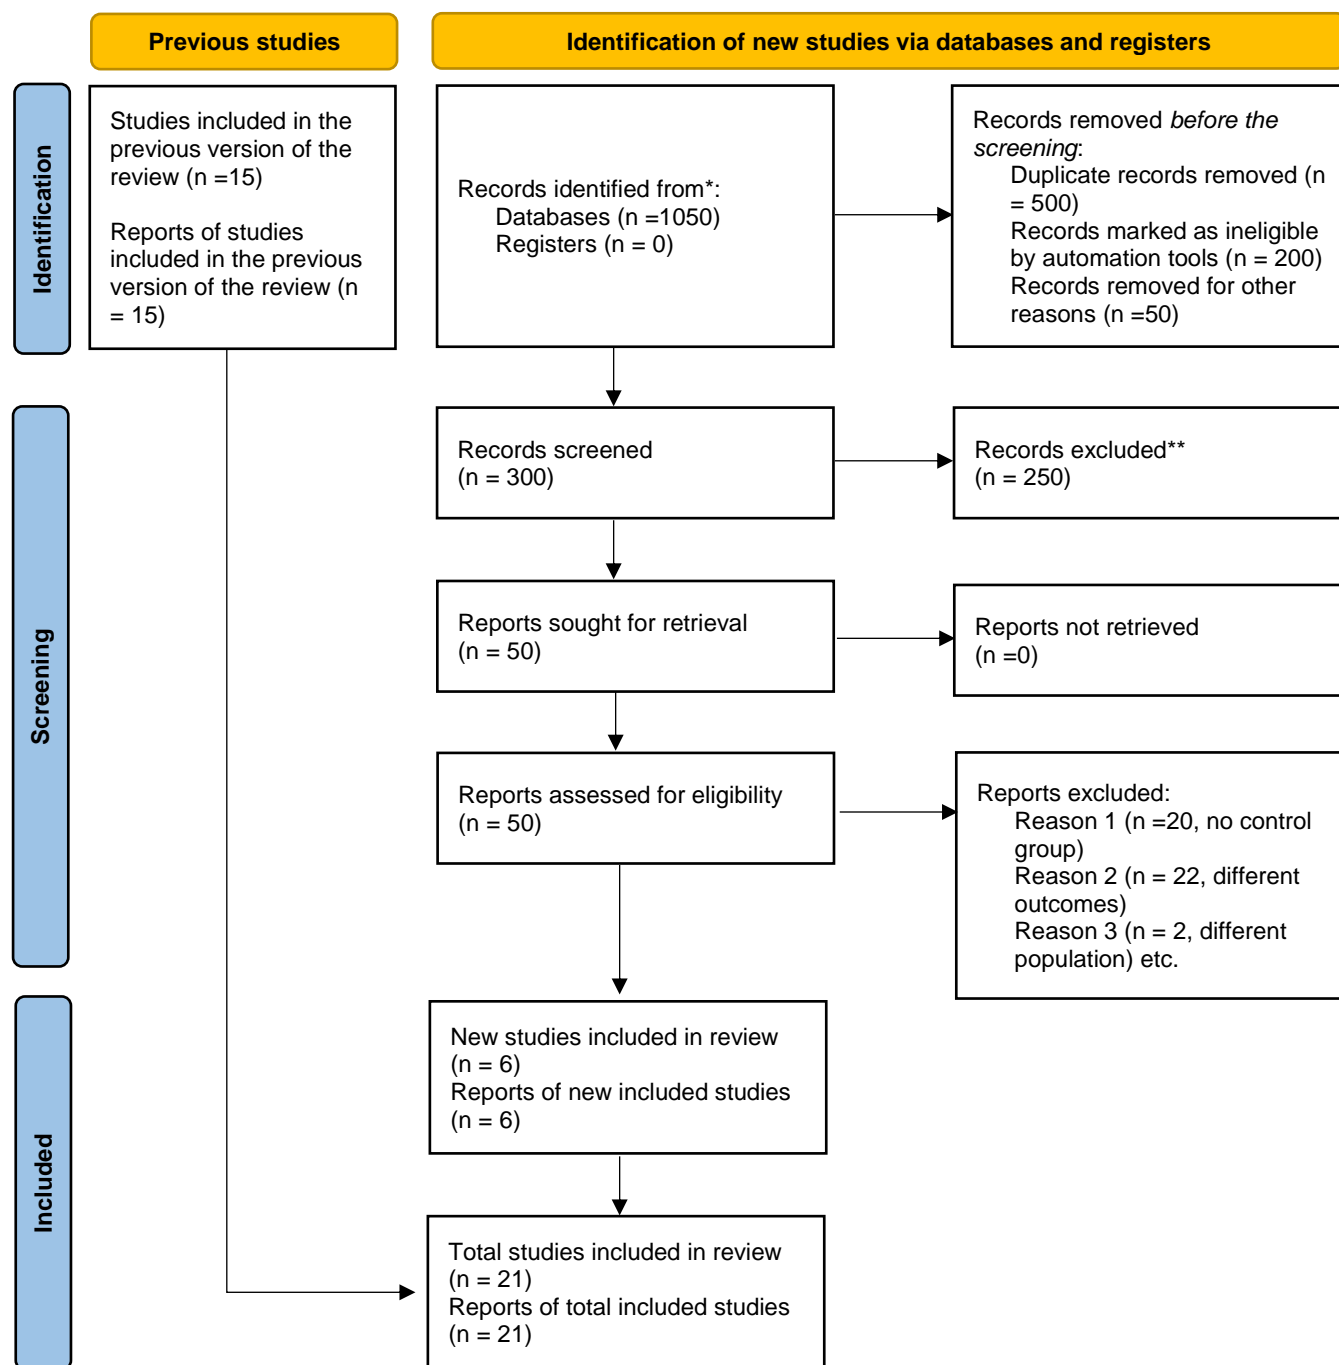 Previous studies
Identification of new studies via databases and registers
Identification
Studies included in the
previous version of the
review (n =15)
Reports of studies
included in the previous
version of the review (n
= 15)
Records identified from*:
Databases (n =1050)
Registers (n = 0)
Records removed before the
screening:
Duplicate records removed (n
= 500)
Records marked as ineligible
by automation tools (n = 200)
Records removed for other
reasons (n =50)
Screening
Records screened
(n = 300)
Records excluded**
(n = 250)
Reports sought for retrieval
(n = 50)
Reports not retrieved
(n =0)
Reports assessed for eligibility
(n = 50)
Reports excluded:
Reason 1 (n =20, no control
group)
Reason 2 (n = 22, different
outcomes)
Reason 3 (n = 2, different
population) etc.
Included
New studies included in review
(n = 6)
Reports of new included studies
(n = 6)
Total studies included in review
(n = 21)
Reports of total included studies
(n = 21)